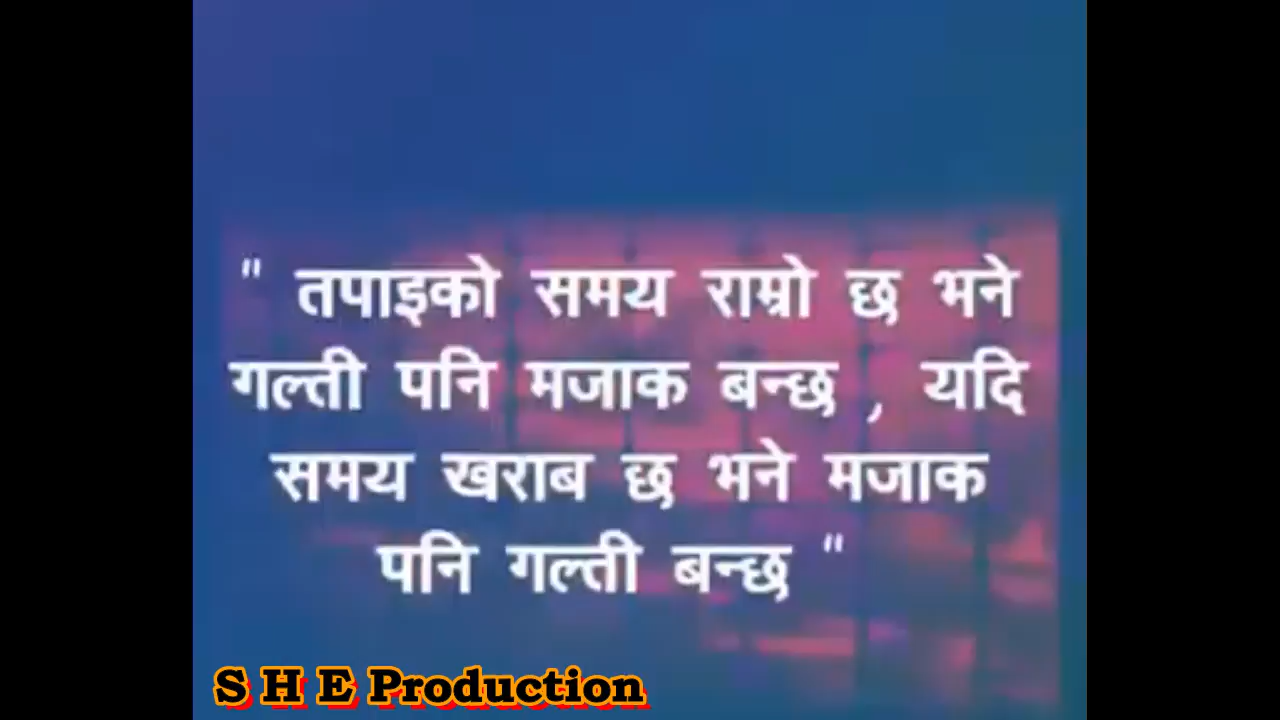 " तपाइको समय राम्रो छ भने
गल्ती पनि मजाक बन्छ , यदि
समय खराब छ भने मजाक
पनि गल्ती बन्छ "
S H E Production